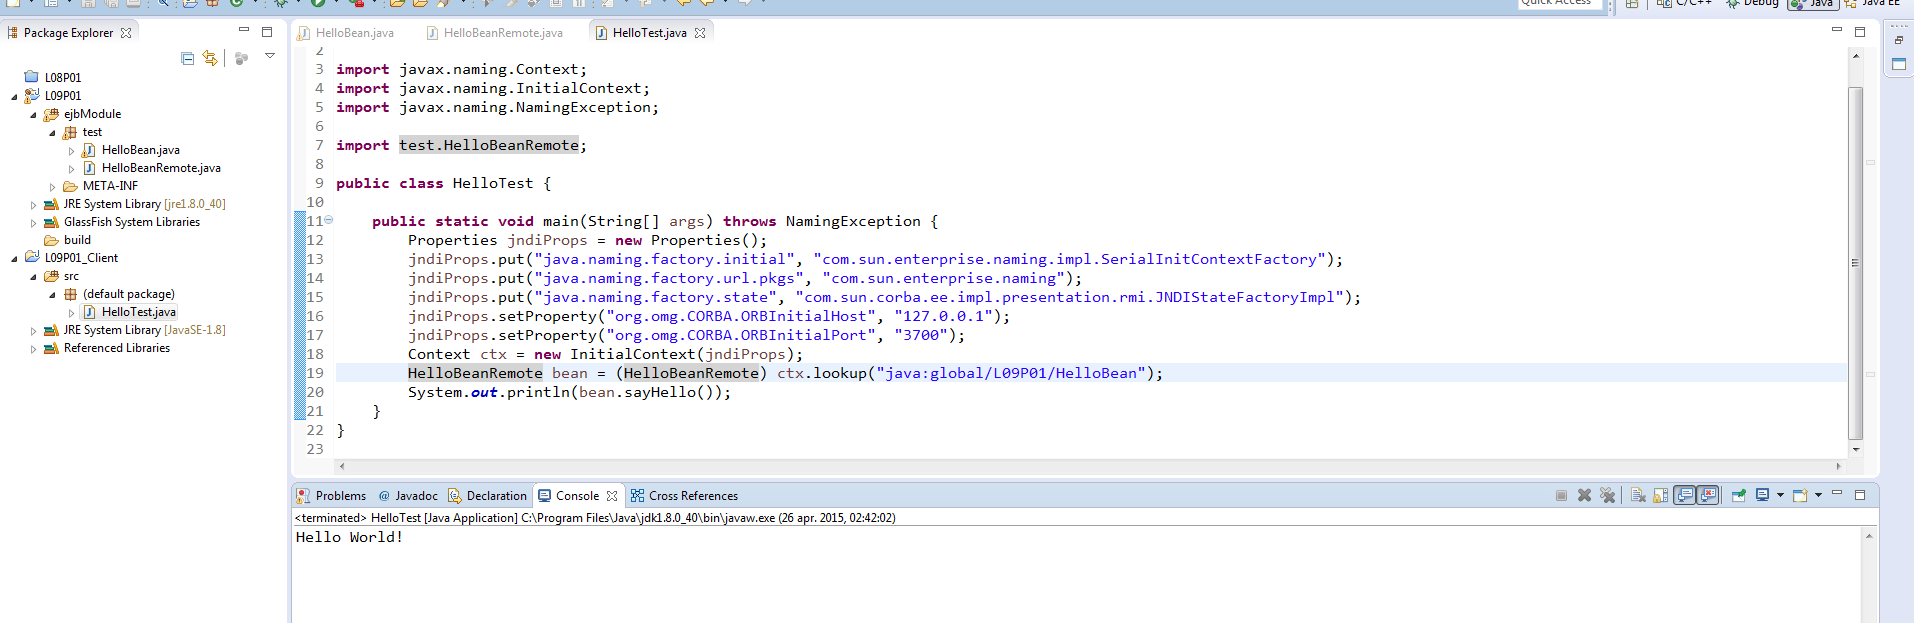 Quick Access
C/C++
Debug
Java
Java EE
Package Explorer
L08P01
L09P01
ejbModule
test
HelloBean.java
HelloBeanRemote.java
META-INF
JRE System Library [jre1.8.0_40]
GlassFish System Libraries
build
L09P01_Client
src
(default package)
HelloTest.java
JRE System Library [JavaSE-1.8]
Referenced Libraries
HelloBean.java
HelloBeanRemote.java
HelloTest.java
2
3 import javax.naming.Context;
4 import javax.naming.InitialContext;
5 import javax.naming.NamingException;
6
7 import test.HelloBeanRemote;
8
9 public class HelloTest {
10
11 public static void main(String[] args) throws NamingException {
12 Properties jndiProps = new Properties();
13 jndiProps.put("java.naming.factory.initial", "com.sun.enterprise.naming.impl.SerialInitContextFactory");
14 jndiProps.put("java.naming.factory.url.pkgs", "com.sun.enterprise.naming");
15 jndiProps.put("java.naming.factory.state", "com.sun.corba.ee.impl.presentation.rmi.JNDIStateFactoryImpl");
16 jndiProps.setProperty("org.omg.CORBA.ORBInitialHost", "127.0.0.1");
17 jndiProps.setProperty("org.omg.CORBA.ORBInitialPort", "3700");
18 Context ctx = new InitialContext(jndiProps);
19 HelloBeanRemote bean = (HelloBeanRemote) ctx.lookup("java:global/L09P01/HelloBean");
20 System.out.println(bean.sayHello());
21 }
22 }
23
Problems @ Javadoc Declaration Console Cross References
<terminated> HelloTest [Java Application] C:\Program Files\Java\jdk1.8.0_40\bin\javaw.exe (26 apr. 2015, 02:42:02)
Hello World!